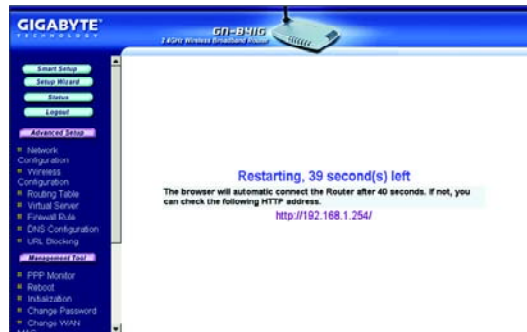 GIGABYTE
TECHNOLOGY
GN-B41G
2.4GHz Wireless Broadband Router
Smart Setup
Setup Wizard
Status
Logout
Advanced Setup
Network
Configuration
Wireless
Configuration
Routing Table
Virtual Server
Firewall Rule
DNS Configuration
URL Blocking
Management Tool
PPP Monitor
Reboot
Initialization
Change Password
Change WAN
MAC
Restarting, 39 second(s) left
The browser will automatic connect the Router after 40 seconds. If not, you
can check the following HTTP address.
http://192.168.1.254/